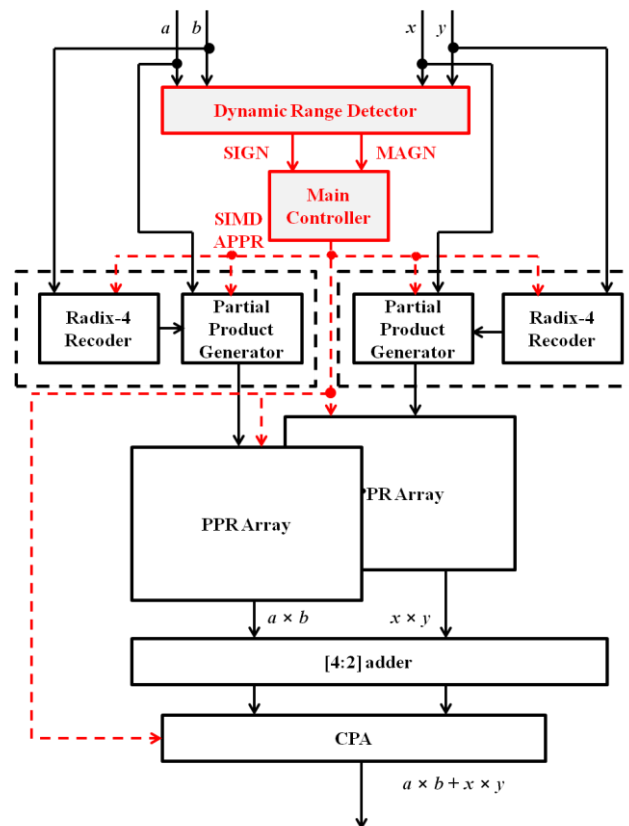 a b x y
Dynamic Range Detector
SIGN MAGN
Main
Controller
SIMD
APPR
Radix-4
Recoder
Partial
Product
Generator
Partial
Product
Generator
Radix-4
Recoder
PPR Array
PPR Array
a × b x × y
[4:2] adder
CPA
a × b + x × y